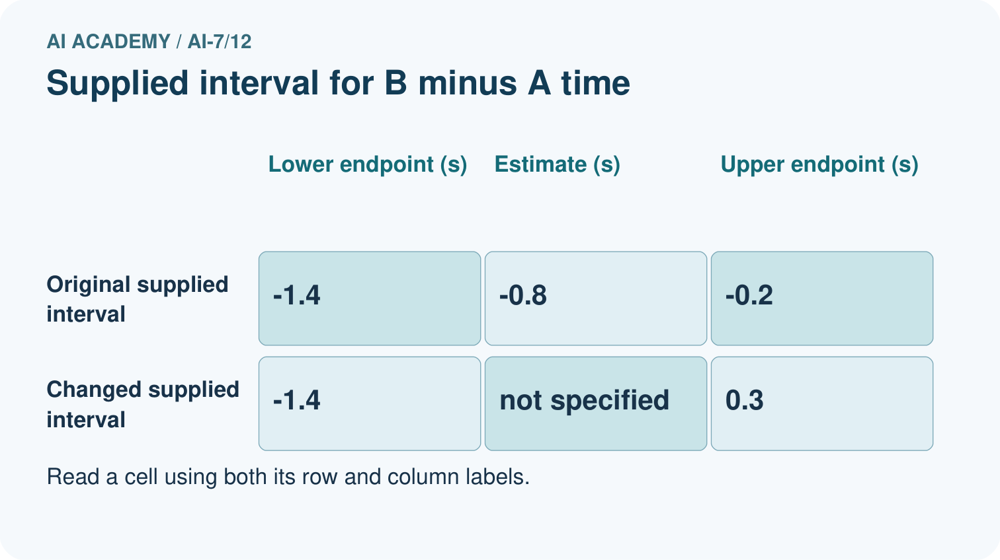 AI ACADEMY / AI-7/12
Supplied interval for B minus A time
Lower endpoint (s) Estimate (s) Upper endpoint (s)
Original supplied
interval
-1.4 -0.8 -0.2
Changed supplied
interval
-1.4 not specified 0.3
Read a cell using both its row and column labels.